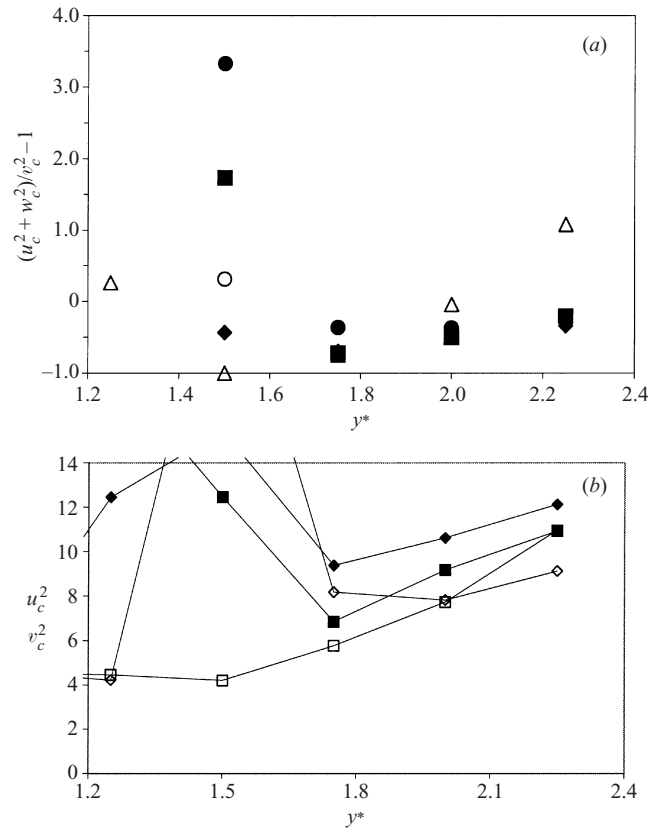 4.0
(a)
3.0
2.0
1.0
0
–1.0
(u_c^2 + w_c^2)/v_c^2 – 1
1.2 1.4 1.6 1.8 2.0 2.2 2.4
y*
14
(b)
12
10
8
6
4
2
0
u_c^2
v_c^2
1.2 1.5 1.8 2.1 2.4
y*